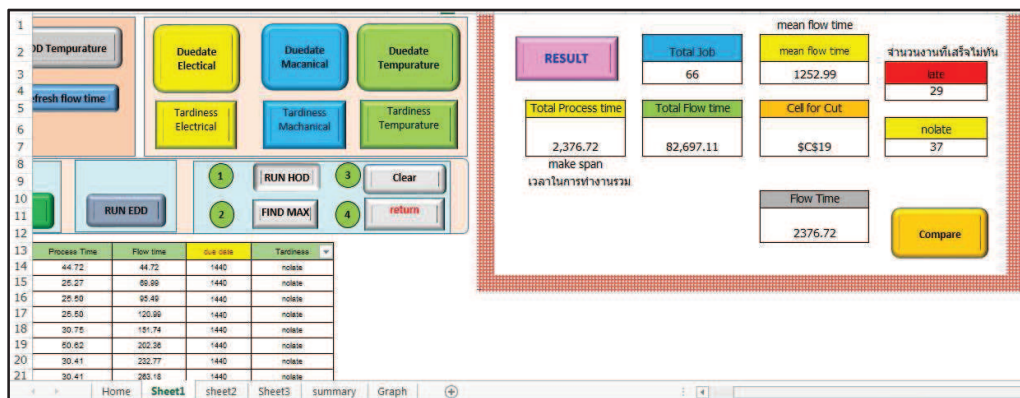 OD Tempurature
efresh flow time
Duedate
Electical
Duedate
Macanical
Duedate
Tempurature
Tardiness
Electrical
Tardiness
Machanical
Tardiness
Tempurature
RUN EDD
1
RUN HOD
3
Clear
2
FIND MAX
4
return
RESULT
Total Job
66
mean flow time
mean flow time
1252.99
จำนวนงานที่เสร็จไม่ทัน
late
29
Total Process time
2,376.72
make span
เวลาในการทำงานรวม
Total Flow time
82,697.11
Cell for Cut
$C$19
nolate
37
Flow Time
2376.72
Compare
1
2
3
4
5
6
7
8
9
10
11
12
13 Process Time Flow time due date Tardiness
14 44.72 44.72 1440 nolate
15 25.27 69.99 1440 nolate
16 25.50 95.49 1440 nolate
17 25.50 120.99 1440 nolate
18 30.75 151.74 1440 nolate
19 50.62 202.36 1440 nolate
20 30.41 232.77 1440 nolate
21 30.41 263.18 1440 nolate
Home Sheet1 sheet2 Sheet3 summary Graph